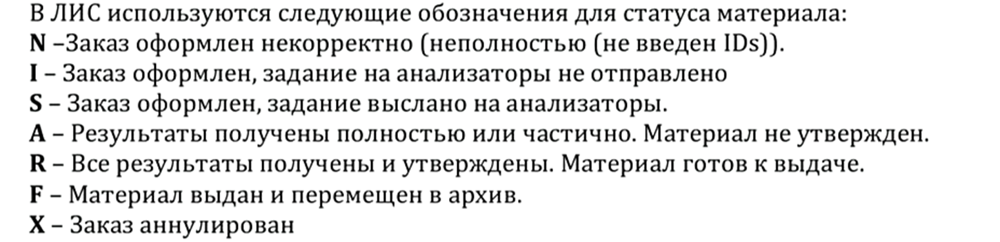 В ЛИС используются следующие обозначения для статуса материала:
N –Заказ оформлен некорректно (неполностью (не введен IDs)).
I – Заказ оформлен, задание на анализаторы не отправлено
S – Заказ оформлен, задание выслано на анализаторы.
A – Результаты получены полностью или частично. Материал не утвержден.
R – Все результаты получены и утверждены. Материал готов к выдаче.
F – Материал выдан и перемещен в архив.
X – Заказ аннулирован